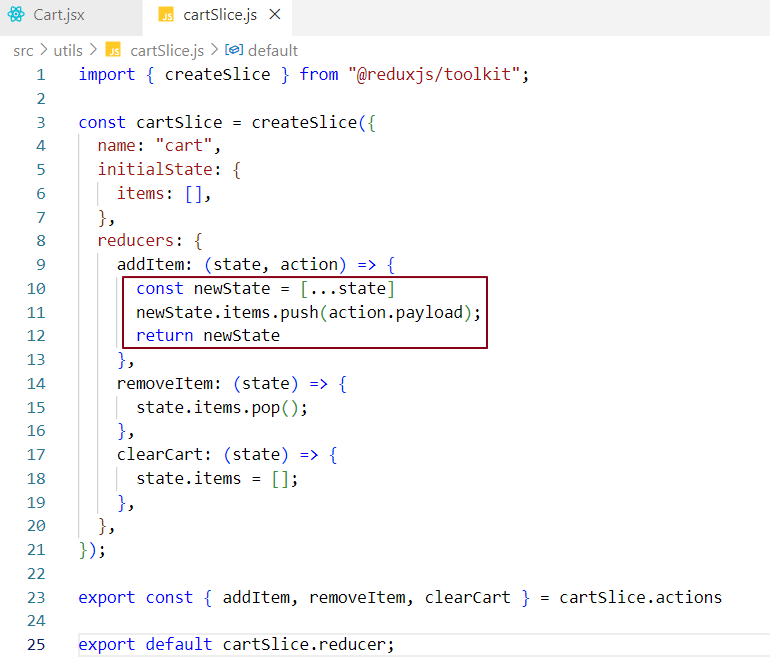 Cart.jsx
JS cartSlice.js ×
src > utils > JS cartSlice.js > default
1 import { createSlice } from "@reduxjs/toolkit";
2
3 const cartSlice = createSlice({
4   name: "cart",
5   initialState: {
6     items: [],
7   },
8   reducers: {
9     addItem: (state, action) => {
10       const newState = [...state]
11       newState.items.push(action.payload);
12       return newState
13     },
14     removeItem: (state) => {
15       state.items.pop();
16     },
17     clearCart: (state) => {
18       state.items = [];
19     },
20   },
21 });
22
23 export const { addItem, removeItem, clearCart } = cartSlice.actions
24
25 export default cartSlice.reducer;